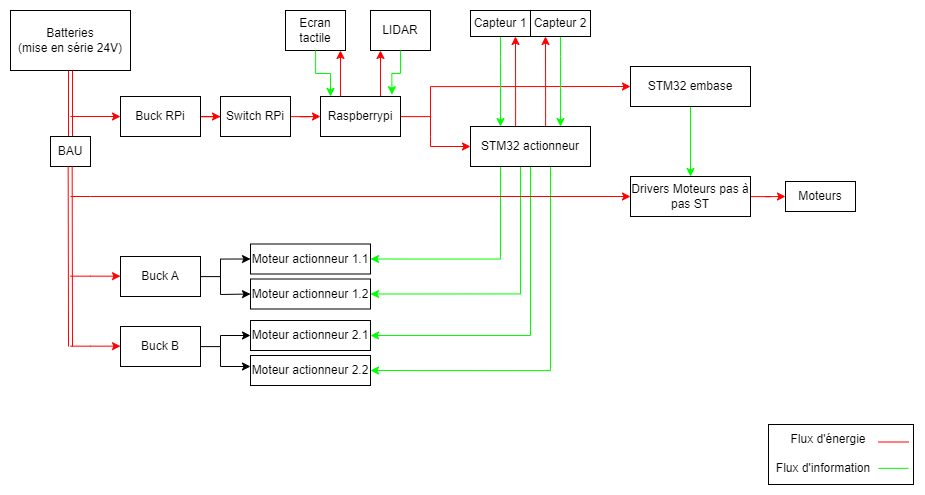 Batteries
(mise en série 24V)
Ecran
tactile
LIDAR
Capteur 1
Capteur 2
STM32 embase
Buck RPi
Switch RPi
Raspberrypi
STM32 actionneur
BAU
Drivers Moteurs pas à
pas ST
Moteurs
Buck A
Moteur actionneur 1.1
Moteur actionneur 1.2
Buck B
Moteur actionneur 2.1
Moteur actionneur 2.2
Flux d'énergie
Flux d'information